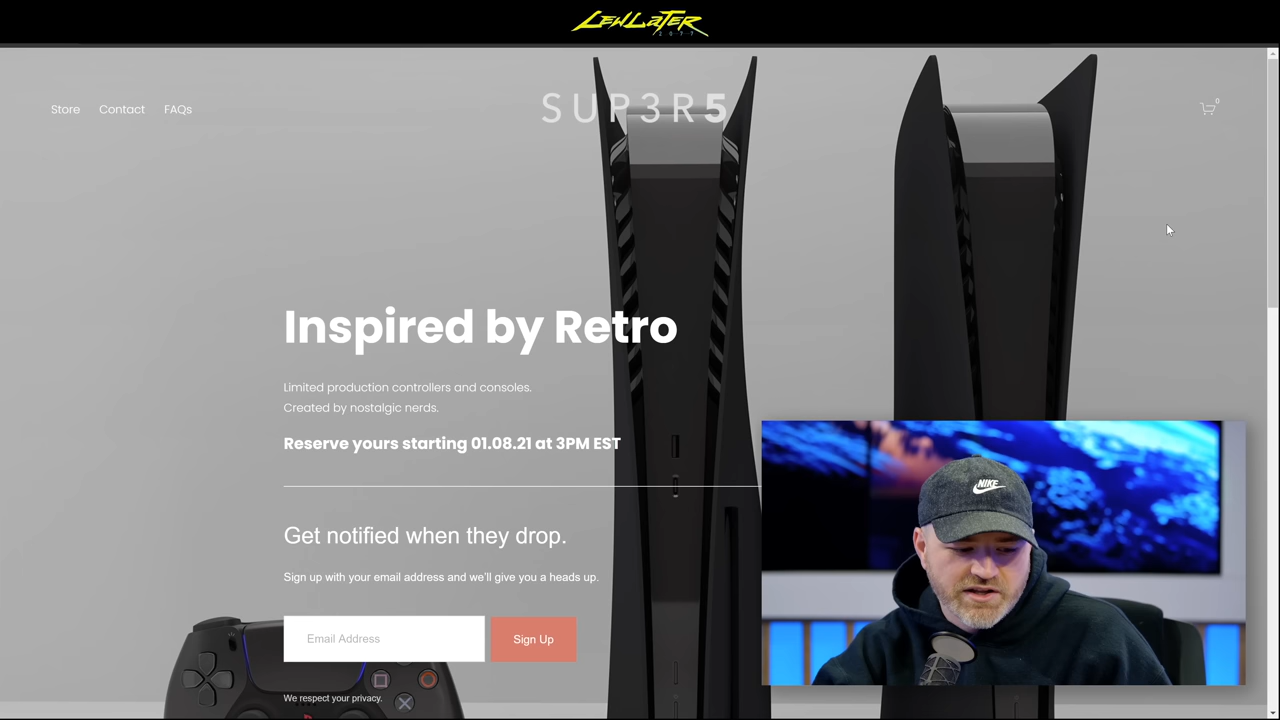 LEWLATER
2077
Store
Contact
FAQs
SUP3R5
0
Inspired by Retro
Limited production controllers and consoles.
Created by nostalgic nerds.
Reserve yours starting 01.08.21 at 3PM EST
Get notified when they drop.
Sign up with your email address and we'll give you a heads up.
Email Address
Sign Up
We respect your privacy.
NIKE